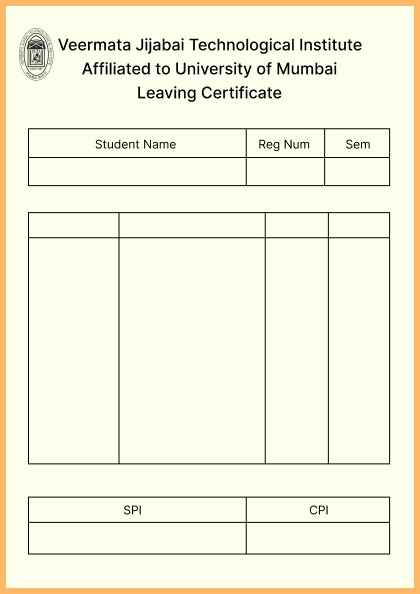 Veermata Jijabai Technological Institute
Affiliated to University of Mumbai
Leaving Certificate
Student Name Reg Num Sem
SPI CPI